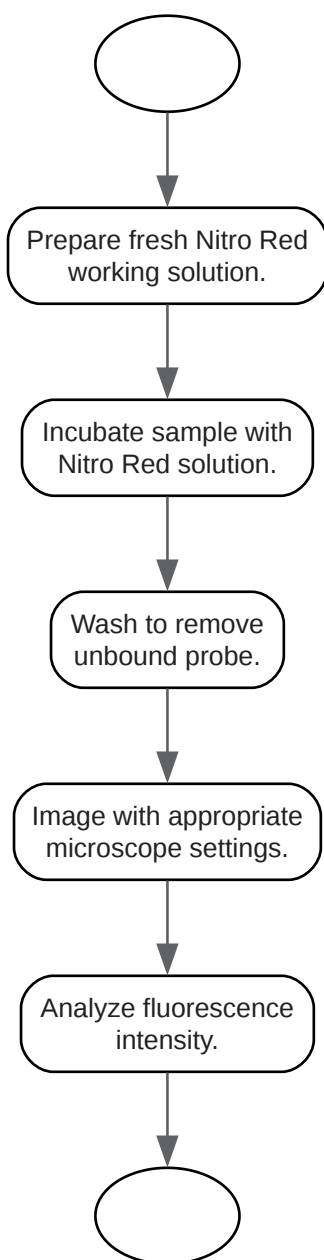 Prepare fresh Nitro Red
working solution.
Incubate sample with
Nitro Red solution.
Wash to remove
unbound probe.
Image with appropriate
microscope settings.
Analyze fluorescence
intensity.